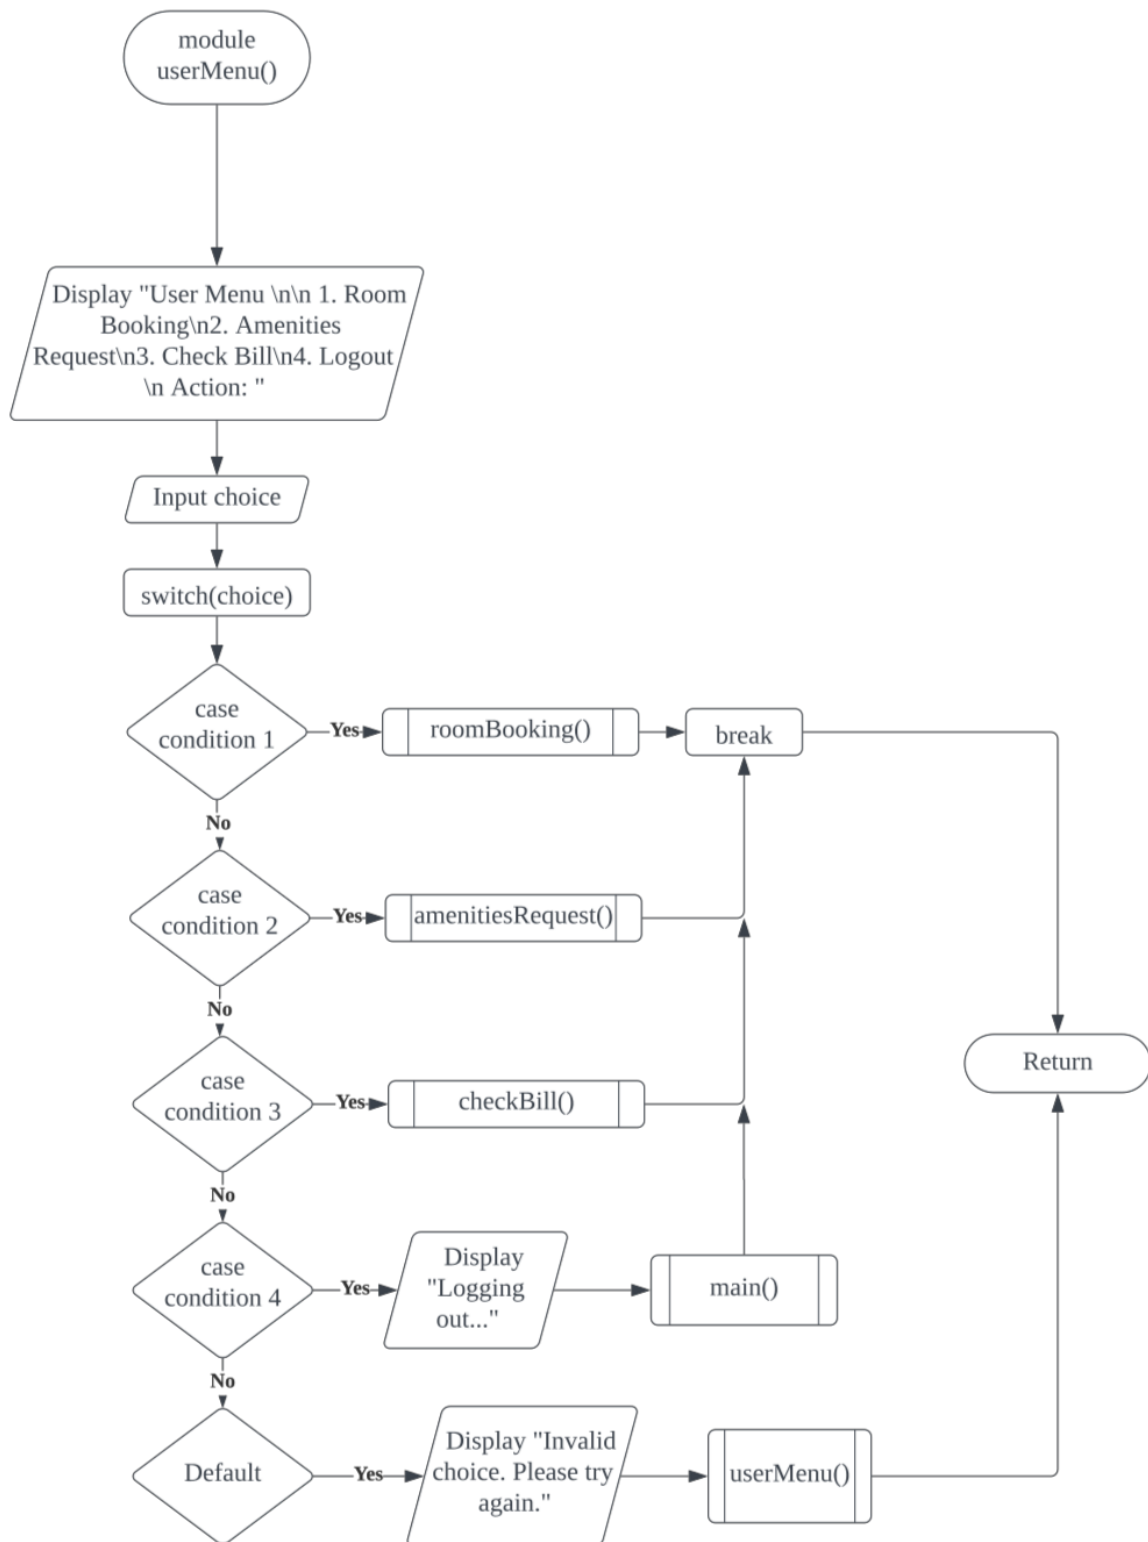 module
userMenu()
Display "User Menu \n\n 1. Room
Booking\n2. Amenities
Request\n3. Check Bill\n4. Logout
\n Action: "
Input choice
switch(choice)
case
condition 1
Yes
roomBooking()
break
No
case
condition 2
Yes
amenitiesRequest()
No
case
condition 3
Yes
checkBill()
Return
No
case
condition 4
Yes
Display
"Logging
out..."
main()
No
Default
Yes
Display "Invalid
choice. Please try
again."
userMenu()